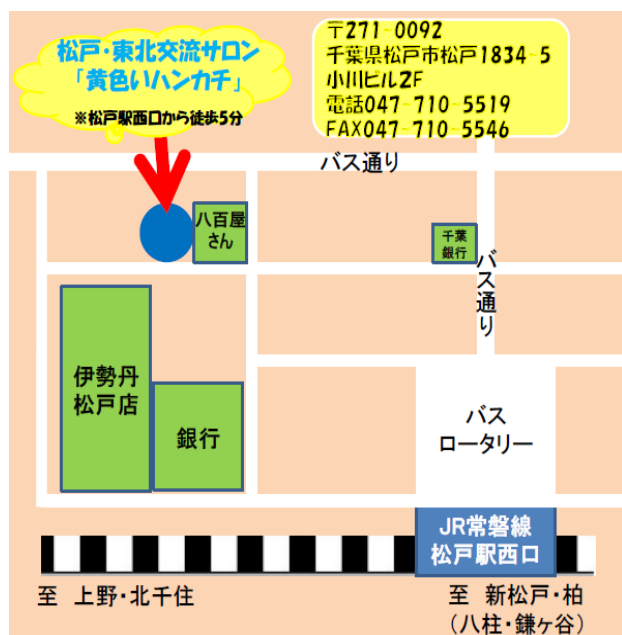 松戸・東北交流サロン
「黄色いハンカチ」
※松戸駅西口から徒歩5分
〒271-0092
千葉県松戸市松戸1834-5
小川ビル2F
電話047-710-5519
FAX047-710-5546
バス通り
八百屋
さん
千葉
銀行
バス通り
伊勢丹
松戸店
銀行
バス
ロータリー
JR常磐線
松戸駅西口
至 上野・北千住
至 新松戸・柏
(八柱・鎌ヶ谷)